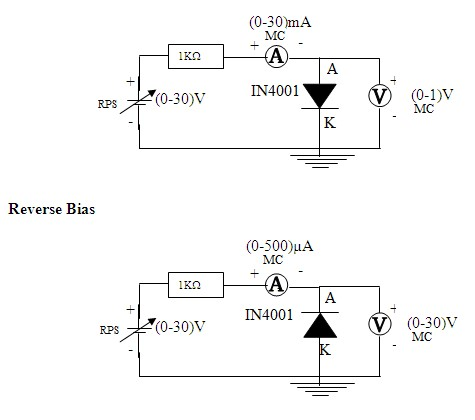 (0-30)mA
MC
+ -
1KΩ
A
A
+
IN4001
+
RPS
(0-30)V
V
(0-1)V
MC
-
K
-
Reverse Bias
(0-500)µA
MC
+ -
1KΩ
A
A
+
IN4001
+
RPS
(0-30)V
V
(0-30)V
MC
-
K
-